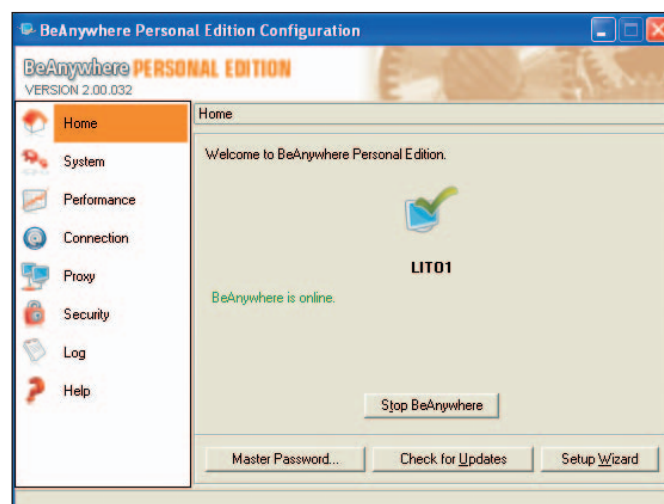 BeAnywhere Personal Edition Configuration
BeAnywhere PERSONAL EDITION
VERSION 2.00.032
Home
System
Performance
Connection
Proxy
Security
Log
Help
Home
Welcome to BeAnywhere Personal Edition.
LITO1
BeAnywhere is online.
Stop BeAnywhere
Master Password...
Check for Updates
Setup Wizard